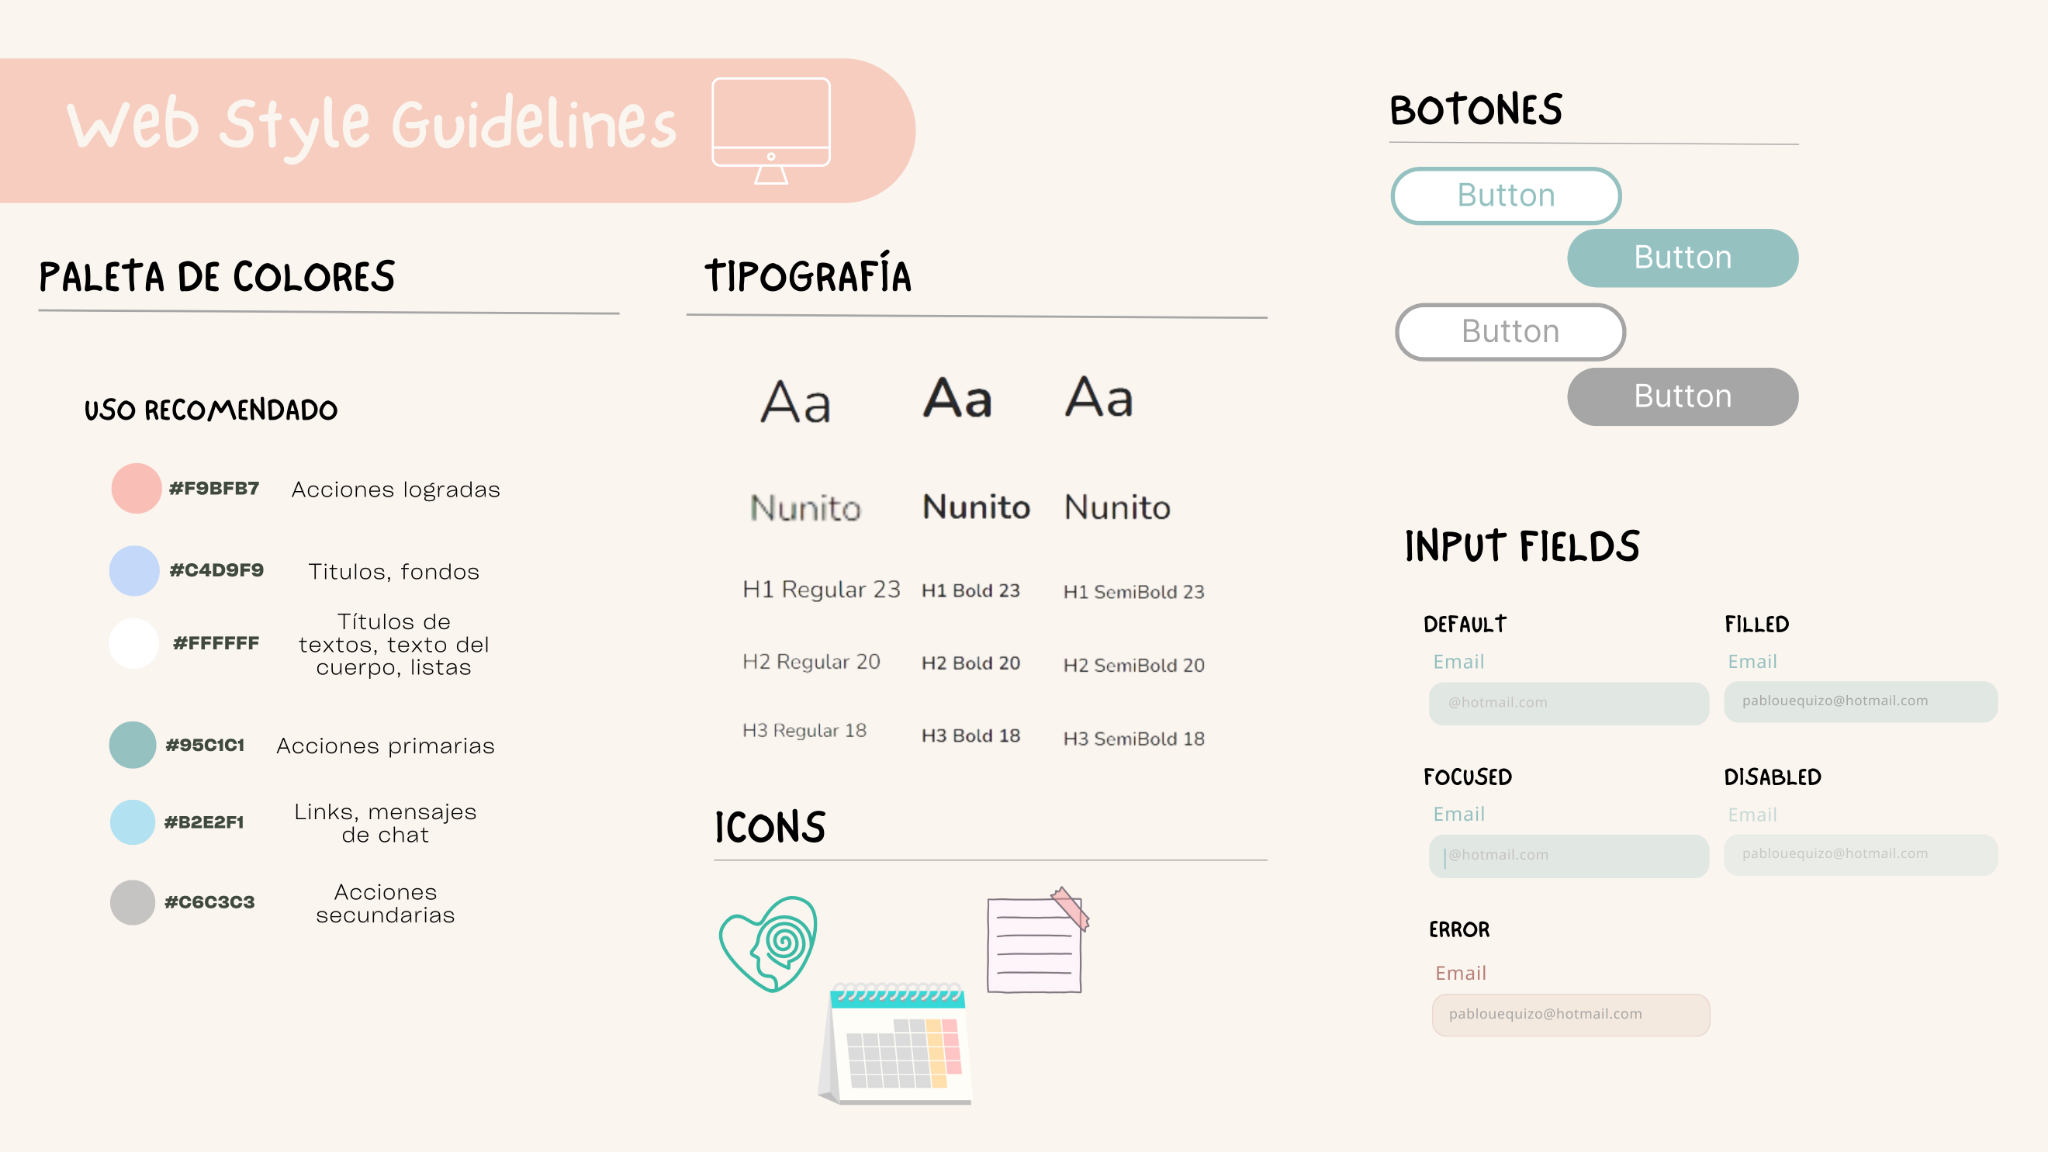 Web Style Guidelines
PALETA DE COLORES
USO RECOMENDADO
#F9BFB7 Acciones logradas
#C4D9F9 Titulos, fondos
#FFFFFF Títulos de
textos, texto del
cuerpo, listas
#95C1C1 Acciones primarias
#B2E2F1 Links, mensajes
de chat
#C6C3C3 Acciones
secundarias
TIPOGRAFÍA
Aa Aa Aa
Nunito Nunito Nunito
H1 Regular 23 H1 Bold 23 H1 SemiBold 23
H2 Regular 20 H2 Bold 20 H2 SemiBold 20
H3 Regular 18 H3 Bold 18 H3 SemiBold 18
ICONS
BOTONES
Button
Button
Button
Button
INPUT FIELDS
DEFAULT
Email
@hotmail.com
FILLED
Email
pablouequizo@hotmail.com
FOCUSED
Email
@hotmail.com
DISABLED
Email
pablouequizo@hotmail.com
ERROR
Email
pablouequizo@hotmail.com